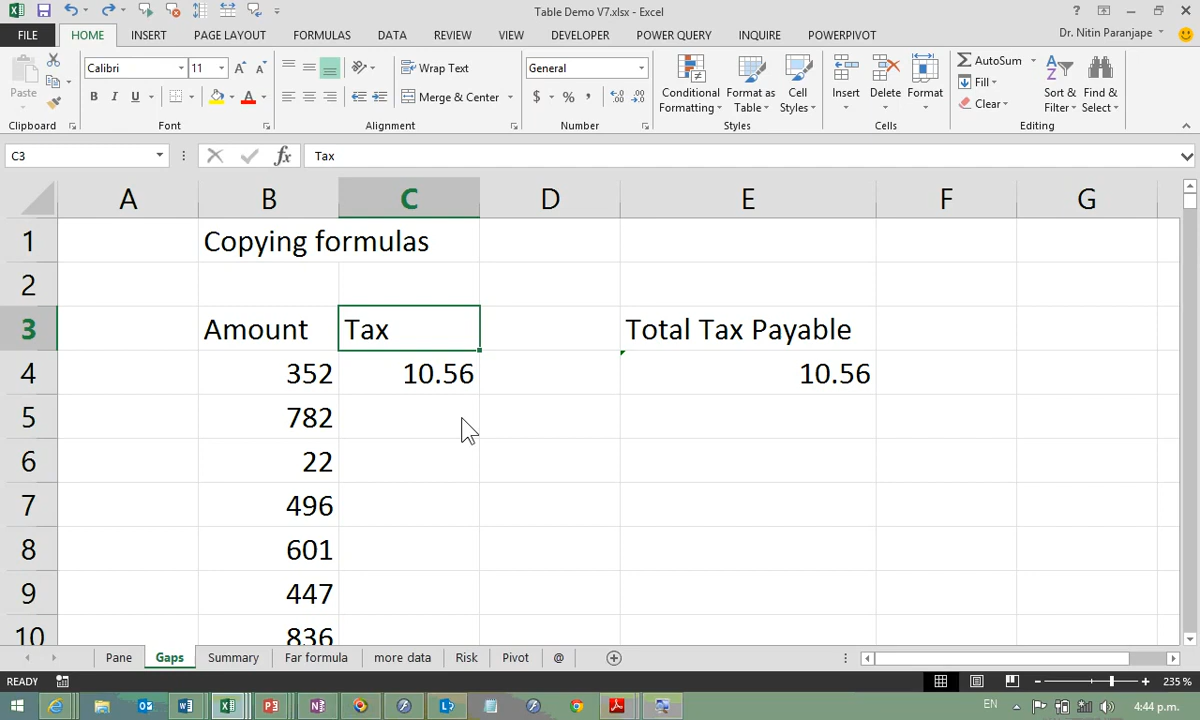 Table Demo V7.xlsx - Excel
FILE HOME INSERT PAGE LAYOUT FORMULAS DATA REVIEW VIEW DEVELOPER POWER QUERY INQUIRE POWERPIVOT Dr. Nitin Paranjape
Paste
Clipboard
Calibri 11
B I U A
Font
Wrap Text
Merge & Center
Alignment
General
$ % ,
Number
Conditional Formatting
Format as Table
Cell Styles
Styles
Insert Delete Format
Cells
AutoSum
Fill
Clear
Sort & Filter
Find & Select
Editing
C3 fx Tax
A B C D E F G
1 Copying formulas
2
3 Amount Tax Total Tax Payable
4 352 10.56 10.56
5 782
6 22
7 496
8 601
9 447
10 836
Pane Gaps Summary Far formula more data Risk Pivot @
READY 235 %
EN 4:44 p.m.